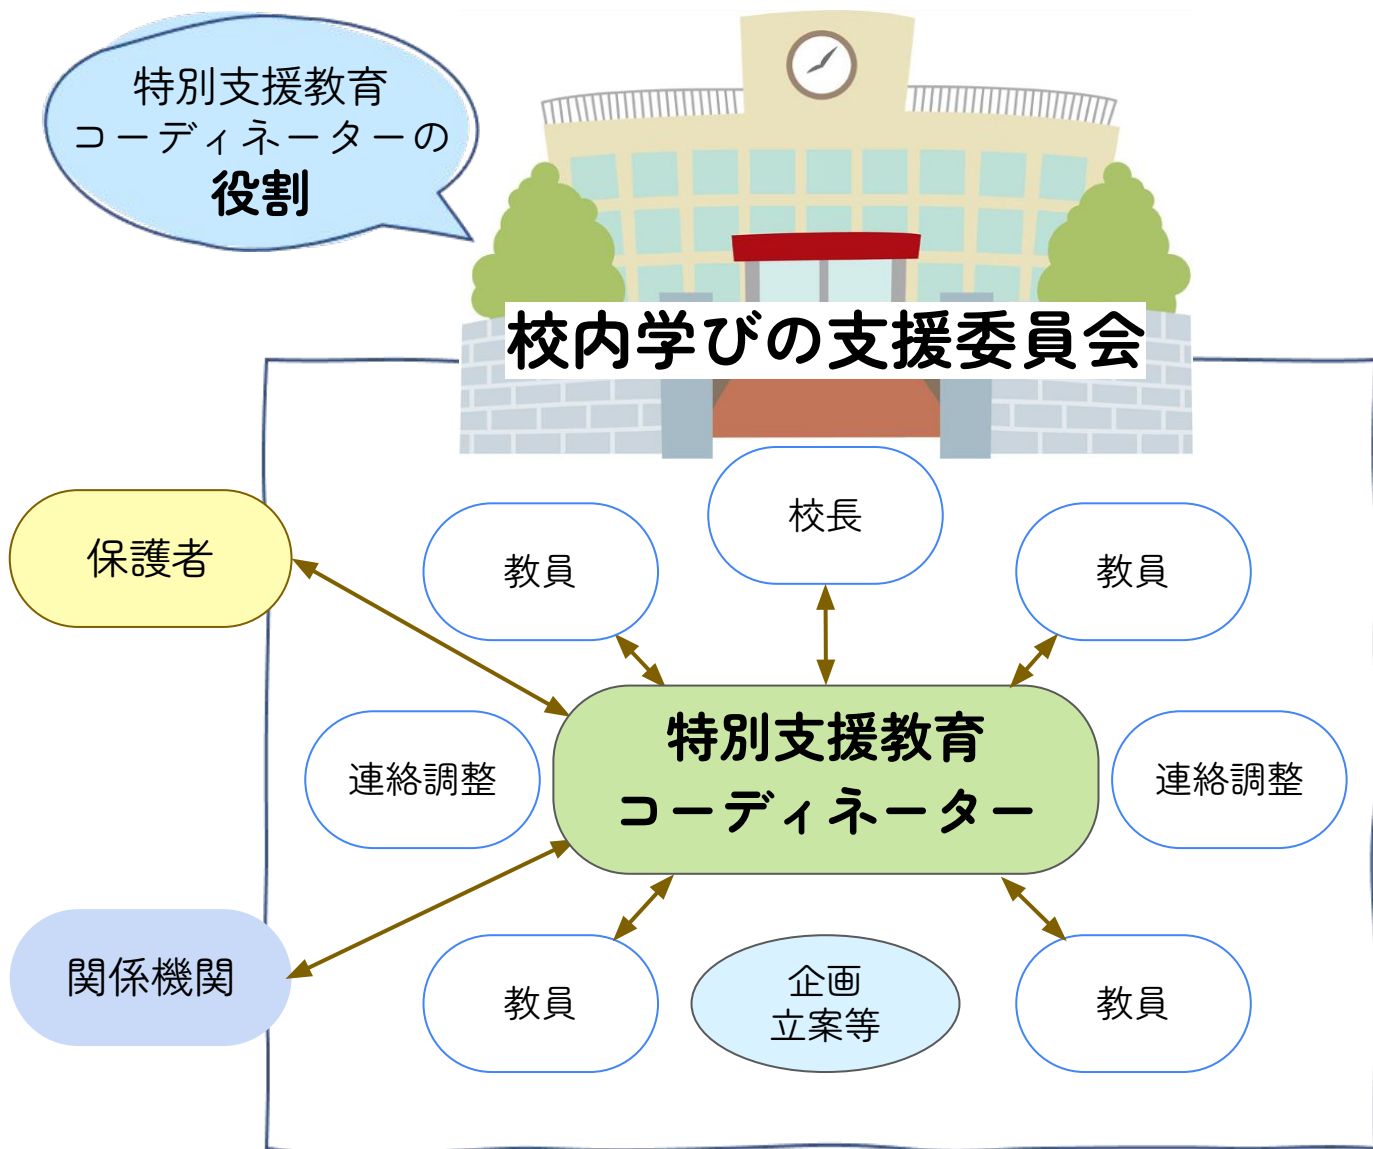 特別支援教育
コーディネーターの
役割
校内学びの支援委員会
校長
教員
教員
保護者
特別支援教育
コーディネーター
連絡調整
連絡調整
関係機関
教員
企画
立案等
教員